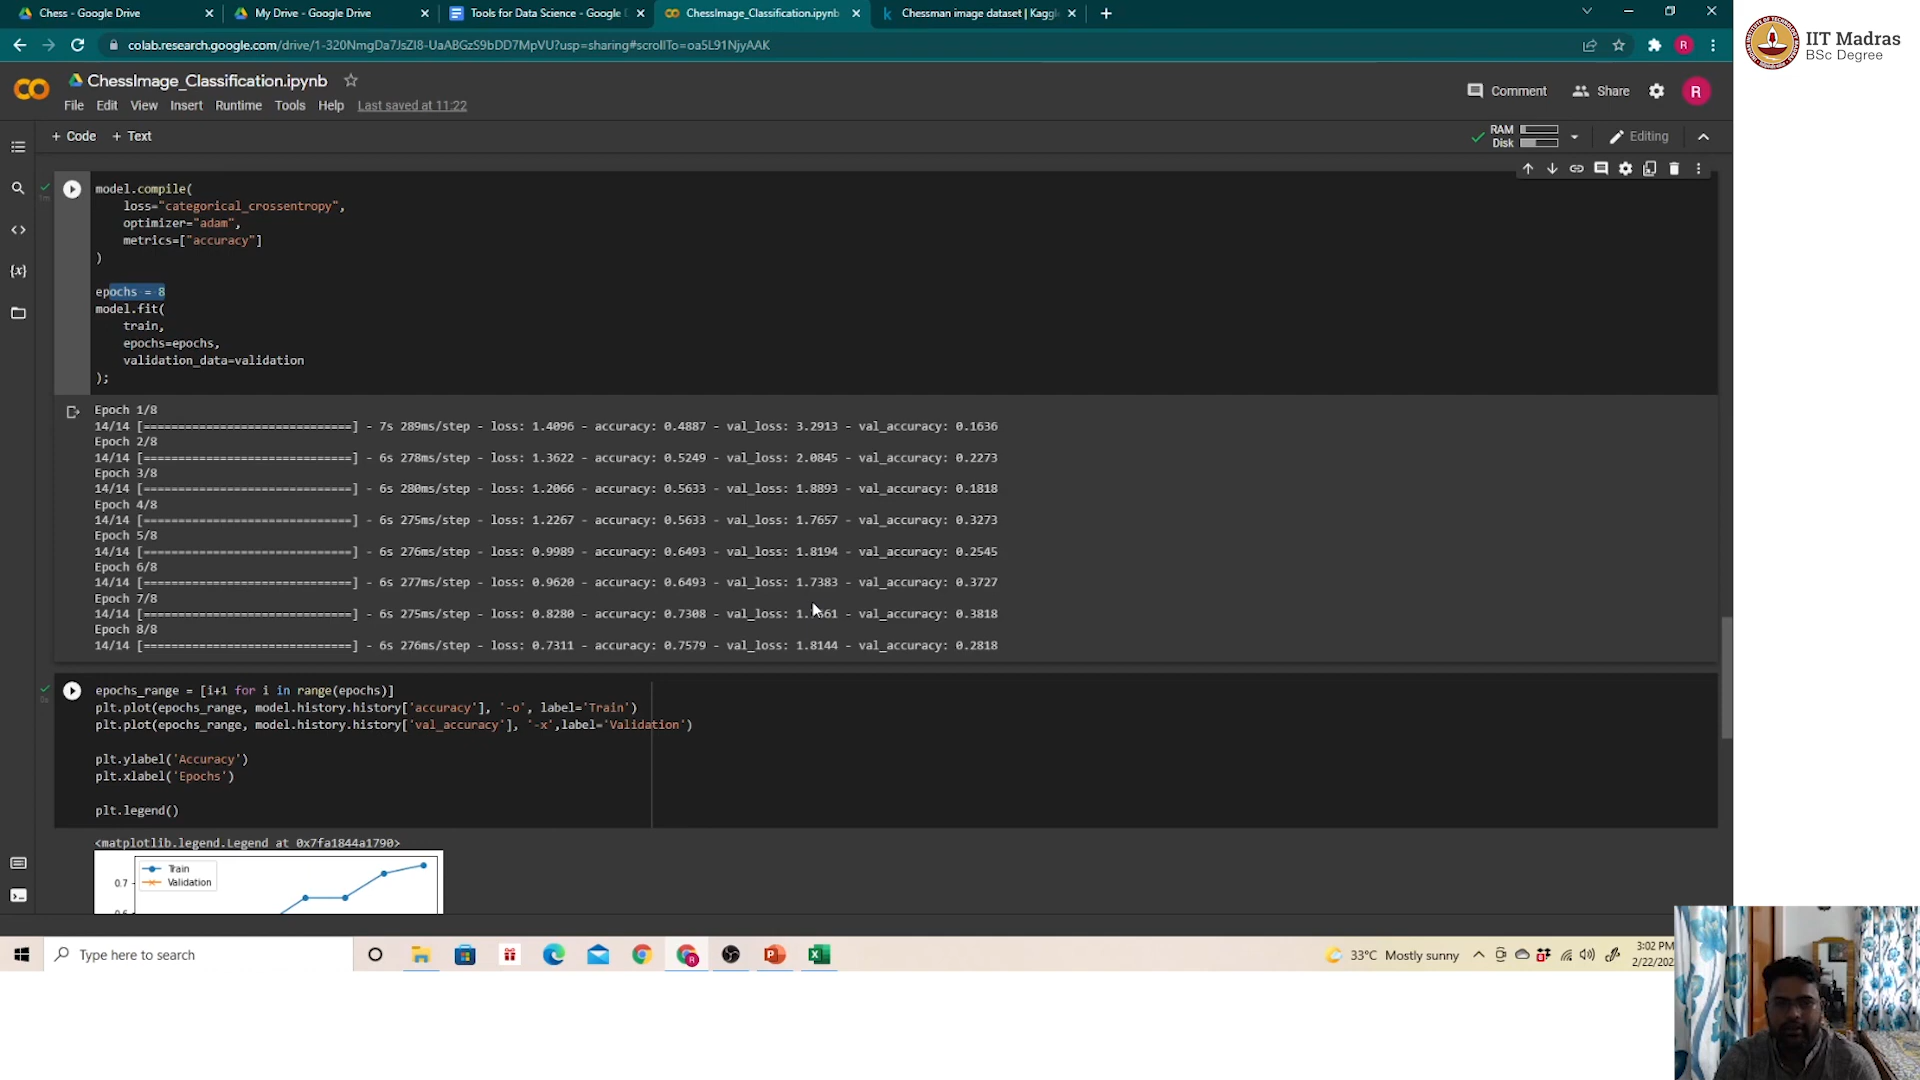 Chess - Google Drive
My Drive - Google Drive
Tools for Data Science - Google
ChessImage_Classification.ipynb
Chessman image dataset | Kaggl
colab.research.google.com/drive/1-320NmgDa7JsZI8-UaABGzS9bDD7MpVU?usp=sharing#scrollTo=oa5L91NjyAAK
IIT Madras
BSc Degree
ChessImage_Classification.ipynb
File Edit View Insert Runtime Tools Help Last saved at 11:22
Comment
Share
R
+ Code + Text
RAM
Disk
Editing
model.compile(
loss="categorical_crossentropy",
optimizer="adam",
metrics=["accuracy"]
)
epochs = 8
model.fit(
train,
epochs=epochs,
validation_data=validation
);
Epoch 1/8
14/14 [==============================] - 7s 289ms/step - loss: 1.4096 - accuracy: 0.4887 - val_loss: 3.2913 - val_accuracy: 0.1636
Epoch 2/8
14/14 [==============================] - 6s 278ms/step - loss: 1.3622 - accuracy: 0.5249 - val_loss: 2.0845 - val_accuracy: 0.2273
Epoch 3/8
14/14 [==============================] - 6s 280ms/step - loss: 1.2066 - accuracy: 0.5633 - val_loss: 1.8893 - val_accuracy: 0.1818
Epoch 4/8
14/14 [==============================] - 6s 275ms/step - loss: 1.2267 - accuracy: 0.5633 - val_loss: 1.7657 - val_accuracy: 0.3273
Epoch 5/8
14/14 [==============================] - 6s 276ms/step - loss: 0.9989 - accuracy: 0.6493 - val_loss: 1.8194 - val_accuracy: 0.2545
Epoch 6/8
14/14 [==============================] - 6s 277ms/step - loss: 0.9620 - accuracy: 0.6493 - val_loss: 1.7383 - val_accuracy: 0.3727
Epoch 7/8
14/14 [==============================] - 6s 275ms/step - loss: 0.8280 - accuracy: 0.7308 - val_loss: - val_accuracy: 0.3818
Epoch 8/8
14/14 [==============================] - 6s 276ms/step - loss: 0.7311 - accuracy: 0.7579 - val_loss: 1.8144 - val_accuracy: 0.2818
epochs_range = [i+1 for i in range(epochs)]
plt.plot(epochs_range, model.history.history['accuracy'], '-o', label='Train')
plt.plot(epochs_range, model.history.history['val_accuracy'], '-x',label='Validation')
plt.ylabel('Accuracy')
plt.xlabel('Epochs')
plt.legend()
<matplotlib.legend.Legend at 0x7fa1844a1790>
Train
Validation
0.7
Type here to search
33°C Mostly sunny
3:02 PM
2/22/202